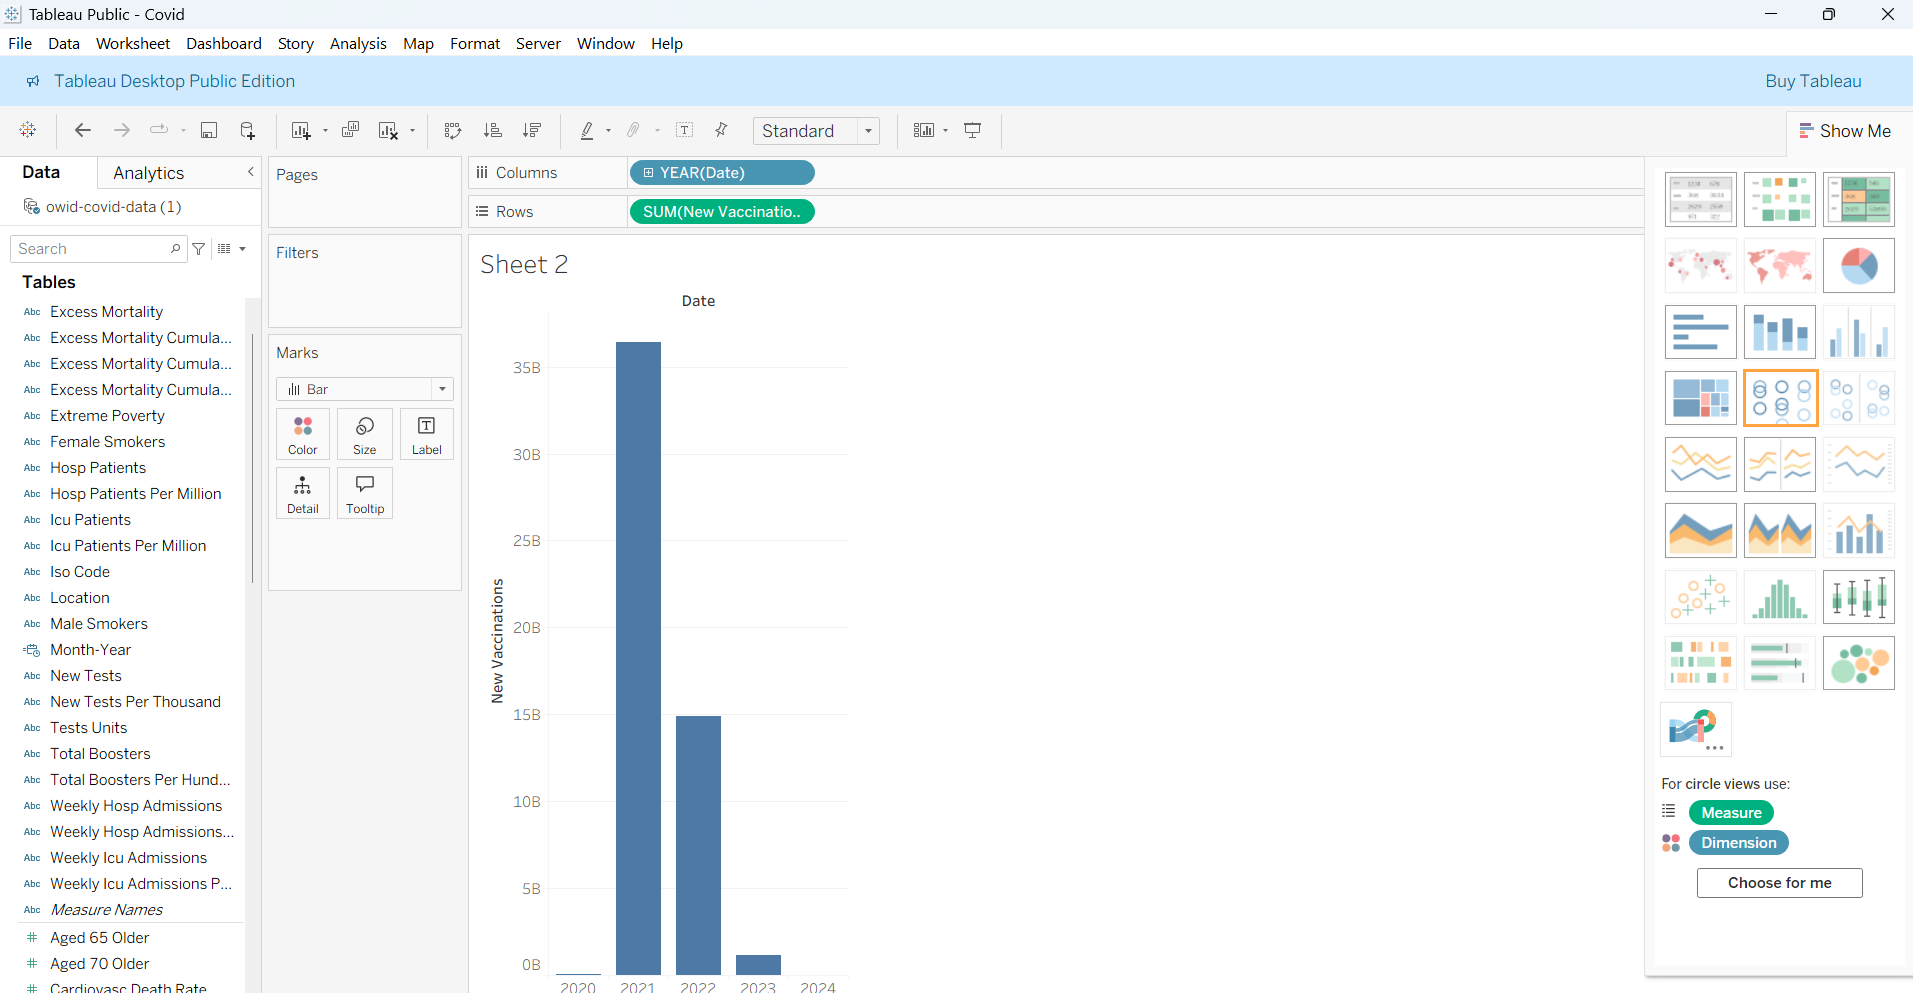 Tableau Public - Covid
File Data Worksheet Dashboard Story Analysis Map Format Server Window Help
Tableau Desktop Public Edition
Buy Tableau
Standard
Show Me
Data
Analytics
owid-covid-data (1)
Search
Tables
Abc Excess Mortality
Abc Excess Mortality Cumula...
Abc Excess Mortality Cumula...
Abc Excess Mortality Cumula...
Abc Extreme Poverty
Abc Female Smokers
Abc Hosp Patients
Abc Hosp Patients Per Million
Abc Icu Patients
Abc Icu Patients Per Million
Abc Iso Code
Abc Location
Abc Male Smokers
Month-Year
Abc New Tests
Abc New Tests Per Thousand
Abc Tests Units
Abc Total Boosters
Abc Total Boosters Per Hund...
Abc Weekly Hosp Admissions
Abc Weekly Hosp Admissions...
Abc Weekly Icu Admissions
Abc Weekly Icu Admissions P...
Abc Measure Names
# Aged 65 Older
# Aged 70 Older
# Cardiovasc Death Rate
Pages
Filters
Marks
Bar
Color
Size
Label
Detail
Tooltip
Columns
YEAR(Date)
Rows
SUM(New Vaccinatio..
Sheet 2
Date
New Vaccinations
35B
30B
25B
20B
15B
10B
5B
0B
2020 2021 2022 2023 2024
For circle views use:
Measure
Dimension
Choose for me